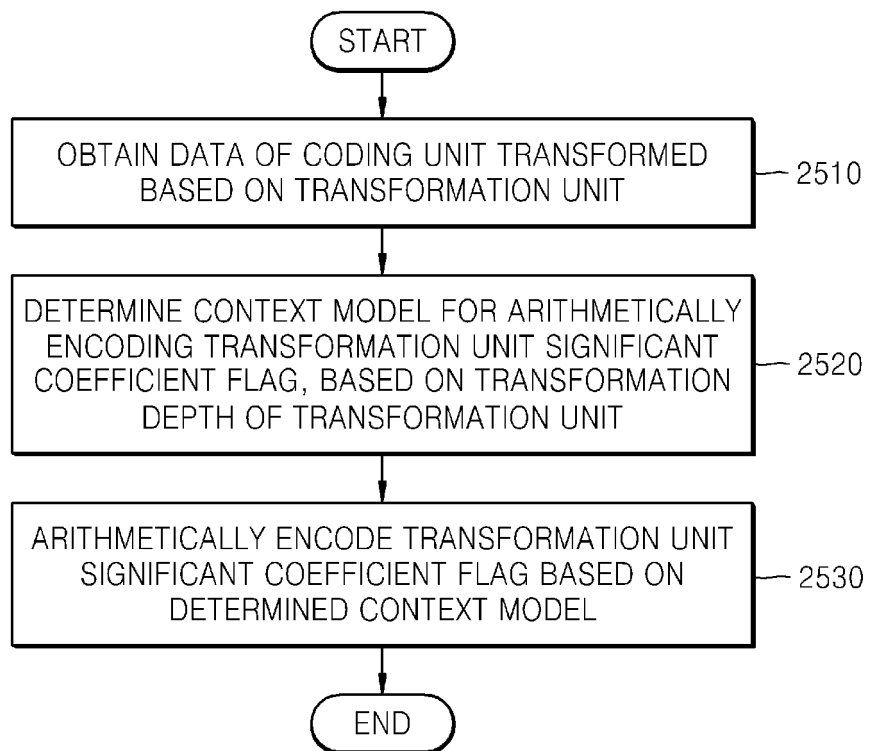 START
OBTAIN DATA OF CODING UNIT TRANSFORMED
BASED ON TRANSFORMATION UNIT
2510
DETERMINE CONTEXT MODEL FOR ARITHMETICALLY
ENCODING TRANSFORMATION UNIT SIGNIFICANT
COEFFICIENT FLAG, BASED ON TRANSFORMATION
DEPTH OF TRANSFORMATION UNIT
2520
ARITHMETICALLY ENCODE TRANSFORMATION UNIT
SIGNIFICANT COEFFICIENT FLAG BASED ON
DETERMINED CONTEXT MODEL
2530
END